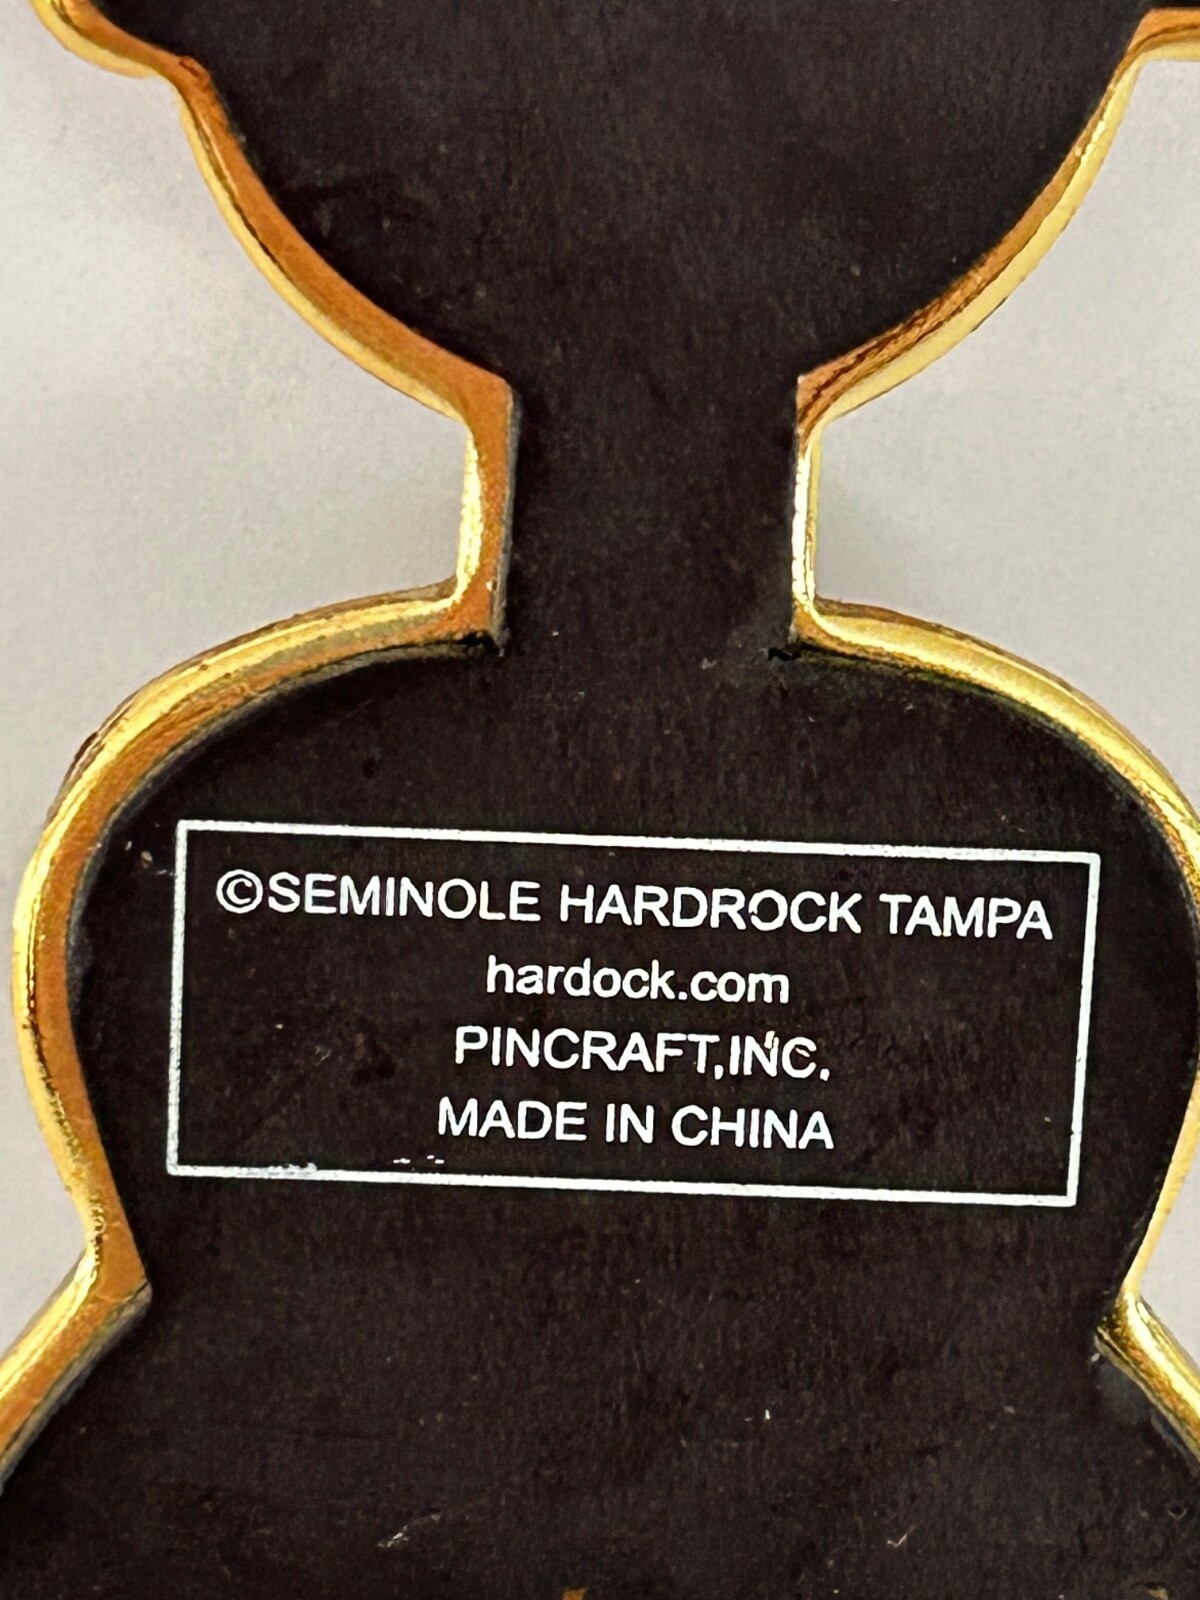 ©SEMINOLE HARDROCK TAMPA
hardock.com
PINCRAFT,INC.
MADE IN CHINA